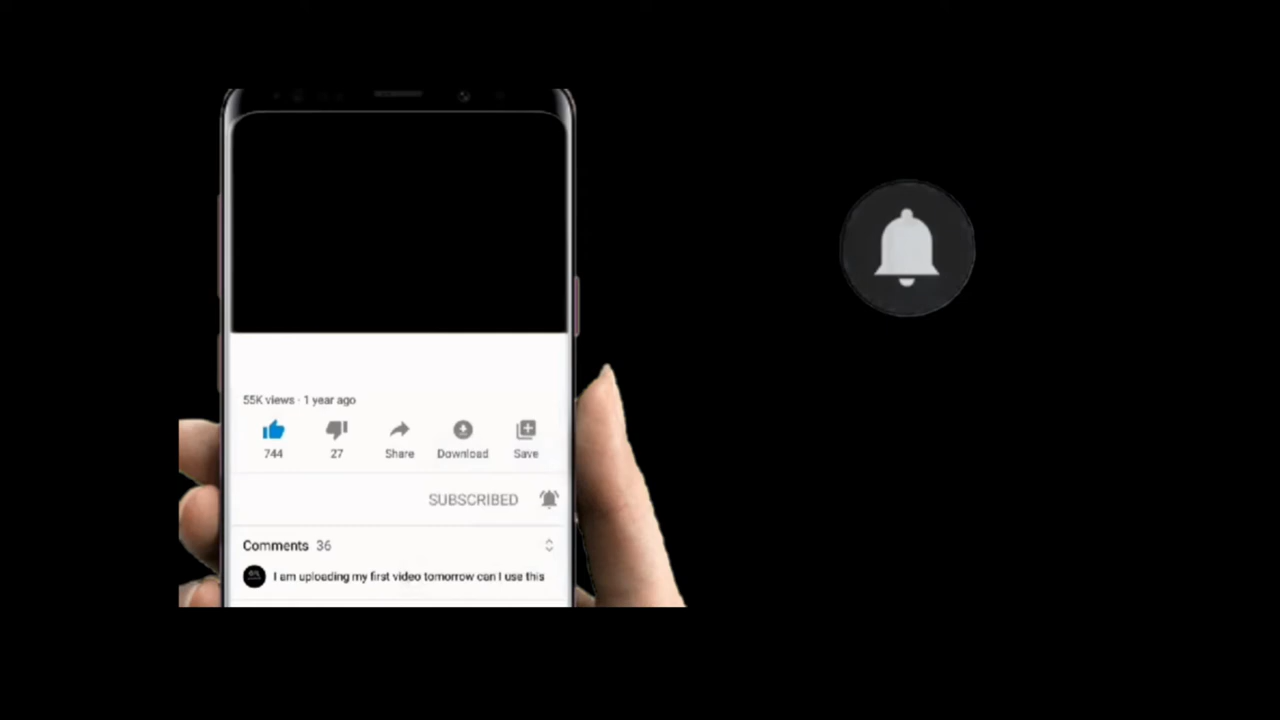 55K views · 1 year ago
744 27 Share Download Save
SUBSCRIBED
Comments 36
I am uploading my first video tomorrow can I use this